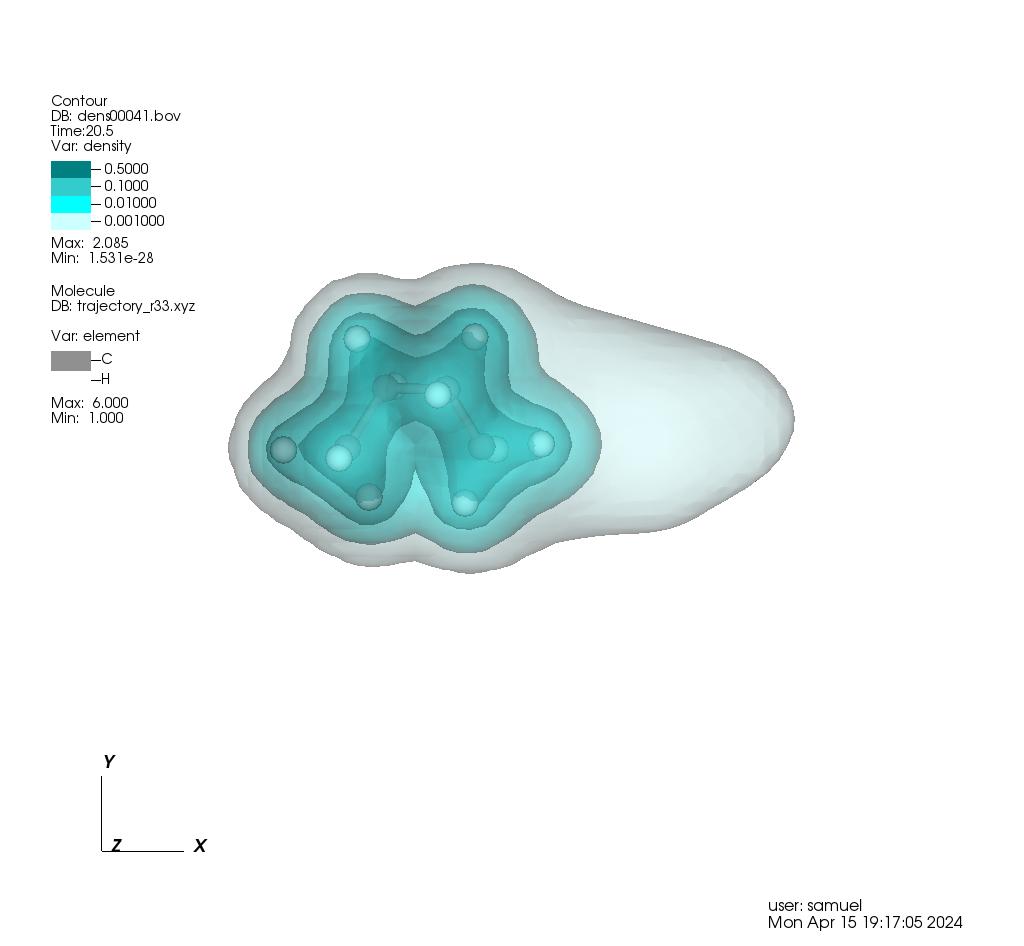 Contour
DB: dens00041.bov
Time:20.5
Var: density
0.5000
0.1000
0.01000
0.001000
Max: 2.085
Min: 1.531e-28
Molecule
DB: trajectory_r33.xyz
Var: element
C
H
Max: 6.000
Min: 1.000
Y
Z
X
user: samuel
Mon Apr 15 19:17:05 2024